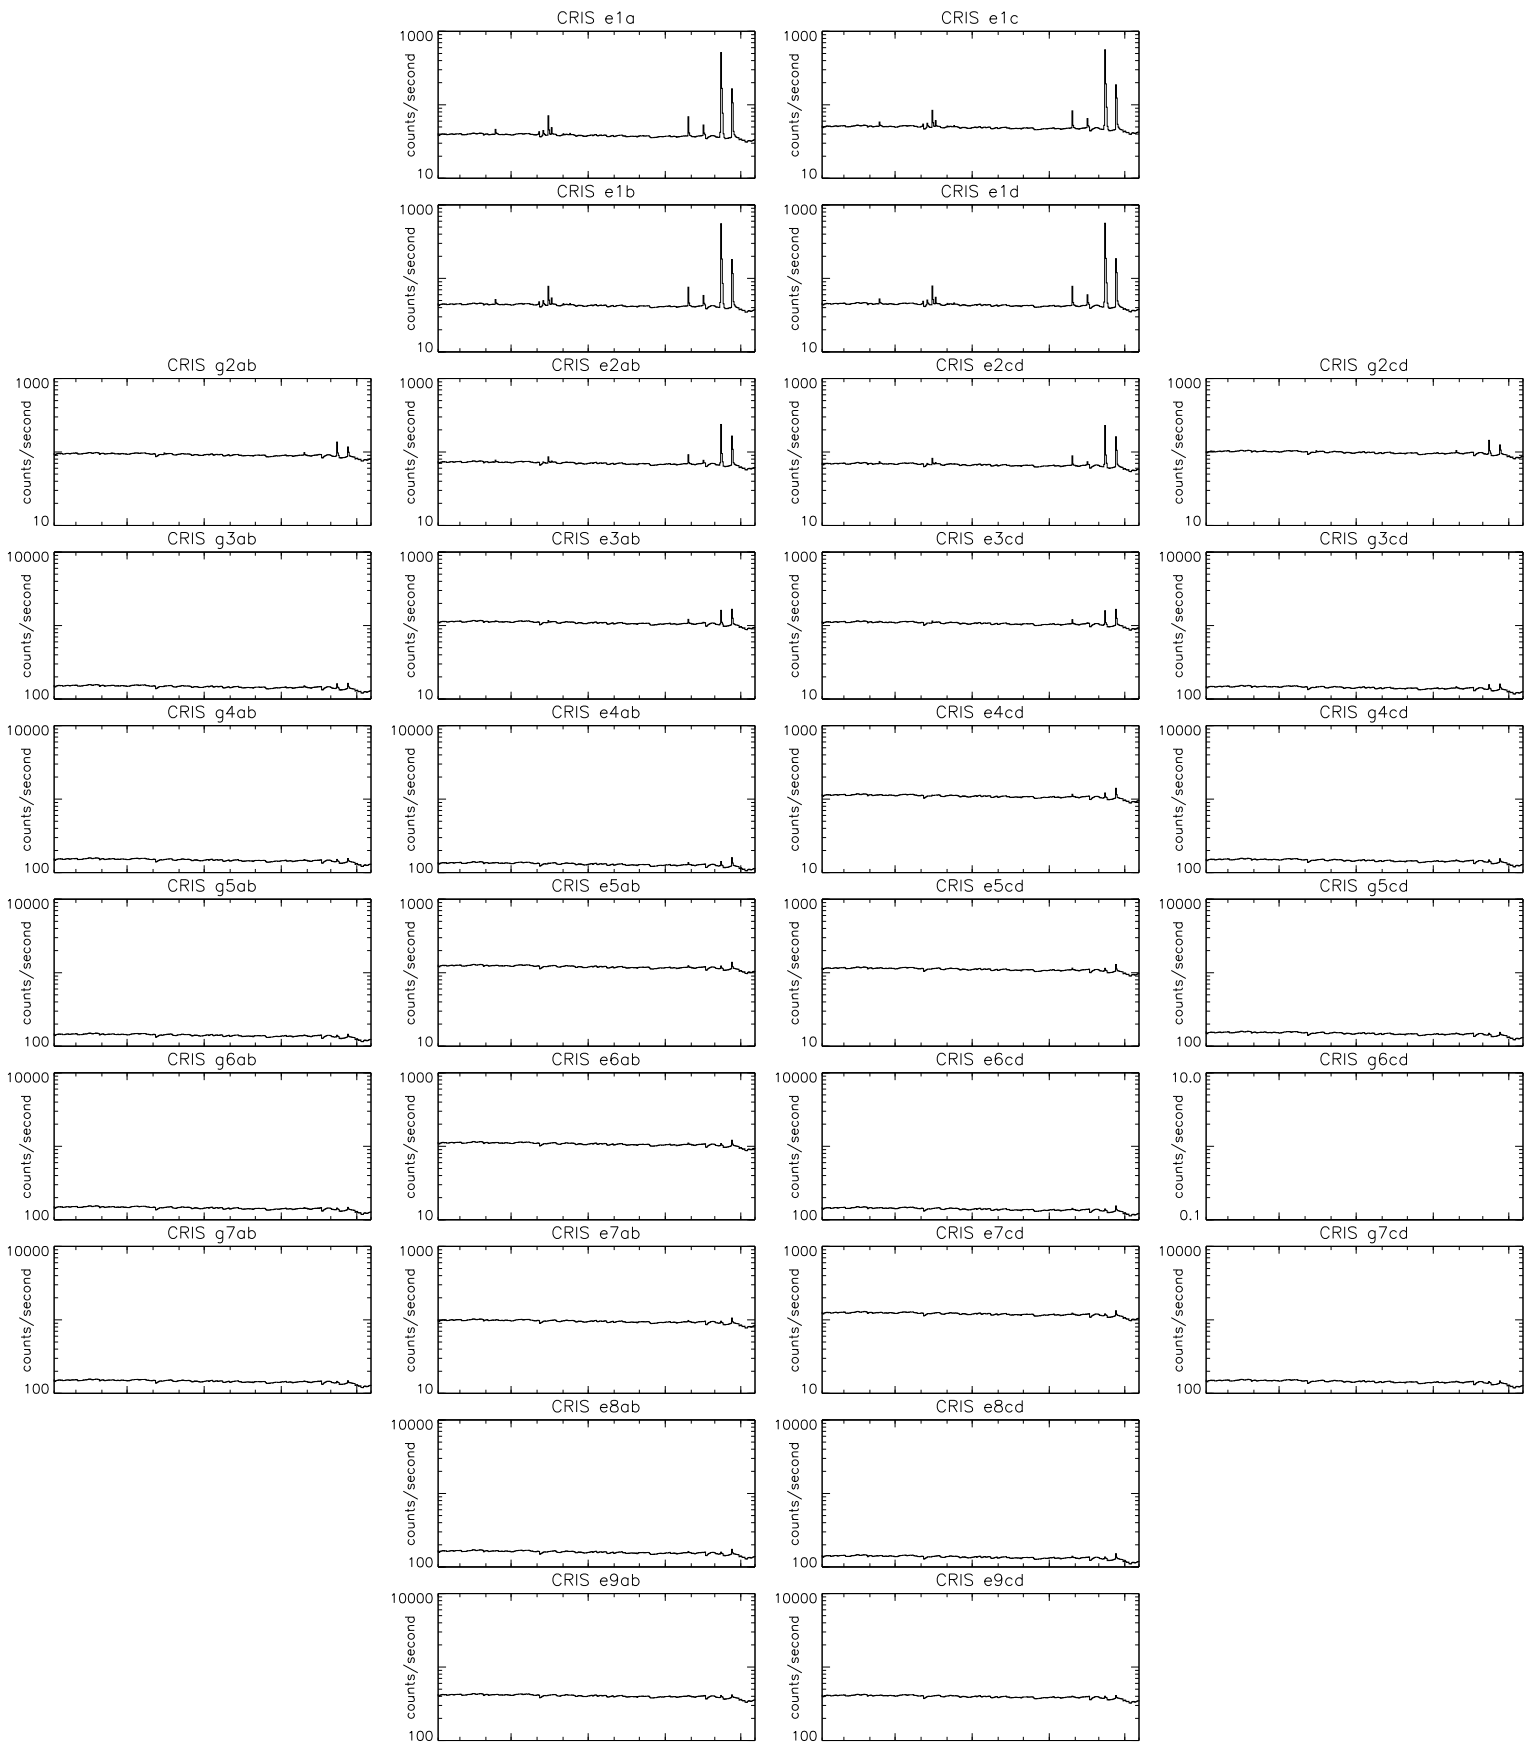 CRIS e1a
1000
counts/second
10
CRIS e1c
1000
counts/second
10
CRIS e1b
1000
counts/second
10
CRIS e1d
1000
counts/second
10
CRIS g2ab
1000
counts/second
10
CRIS e2ab
1000
counts/second
10
CRIS e2cd
1000
counts/second
10
CRIS g2cd
1000
counts/second
10
CRIS g3ab
10000
counts/second
100
CRIS e3ab
1000
counts/second
10
CRIS e3cd
1000
counts/second
10
CRIS g3cd
10000
counts/second
100
CRIS g4ab
10000
counts/second
100
CRIS e4ab
10000
counts/second
100
CRIS e4cd
1000
counts/second
10
CRIS g4cd
10000
counts/second
100
CRIS g5ab
10000
counts/second
100
CRIS e5ab
1000
counts/second
10
CRIS e5cd
1000
counts/second
10
CRIS g5cd
10000
counts/second
100
CRIS g6ab
10000
counts/second
100
CRIS e6ab
1000
counts/second
10
CRIS e6cd
10000
counts/second
100
CRIS g6cd
10.0
counts/second
0.1
CRIS g7ab
10000
counts/second
100
CRIS e7ab
1000
counts/second
10
CRIS e7cd
1000
counts/second
10
CRIS g7cd
10000
counts/second
100
CRIS e8ab
10000
counts/second
100
CRIS e8cd
10000
counts/second
100
CRIS e9ab
10000
counts/second
100
CRIS e9cd
10000
counts/second
100